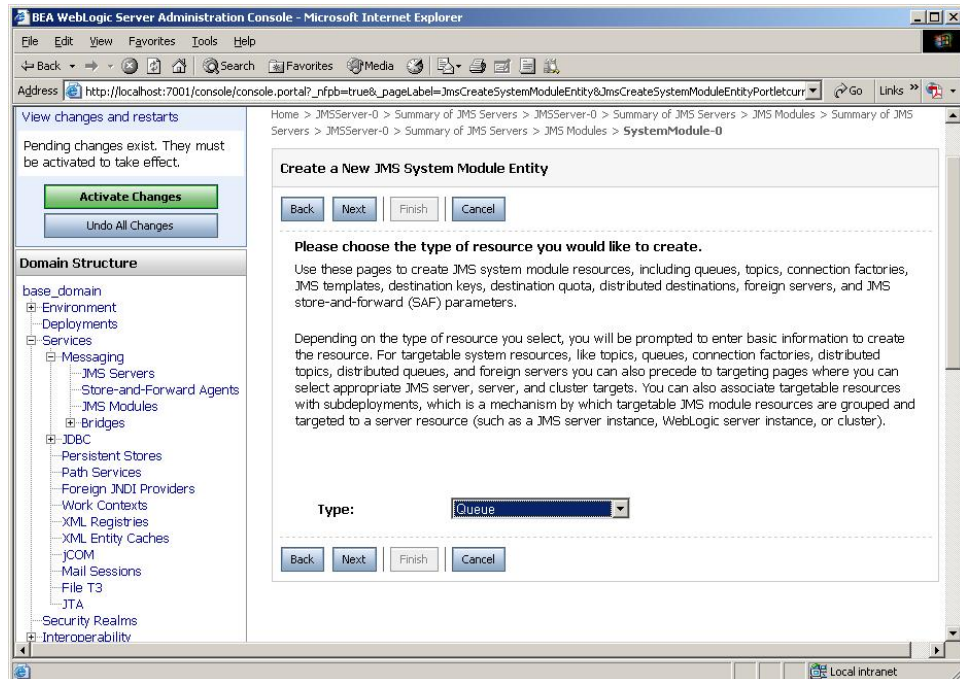 BEA WebLogic Server Administration Console - Microsoft Internet Explorer
File Edit View Favorites Tools Help
Back Search Favorites Media
Address http://localhost:7001/console/console.portal?_nfpb=true&_pageLabel=JmsCreateSystemModuleEntity&JmsCreateSystemModuleEntityPortletcurr Go Links »
View changes and restarts
Pending changes exist. They must
be activated to take effect.
Activate Changes
Undo All Changes
Domain Structure
base_domain
Environment
Deployments
Services
Messaging
JMS Servers
Store-and-Forward Agents
JMS Modules
Bridges
JDBC
Persistent Stores
Path Services
Foreign JNDI Providers
Work Contexts
XML Registries
XML Entity Caches
jCOM
Mail Sessions
File T3
JTA
Security Realms
Interoperability
Home > JMSServer-0 > Summary of JMS Servers > JMSServer-0 > Summary of JMS Servers > JMS Modules > Summary of JMS
Servers > JMSServer-0 > Summary of JMS Servers > JMS Modules > SystemModule-0
Create a New JMS System Module Entity
Back Next Finish Cancel
Please choose the type of resource you would like to create.
Use these pages to create JMS system module resources, including queues, topics, connection factories,
JMS templates, destination keys, destination quota, distributed destinations, foreign servers, and JMS
store-and-forward (SAF) parameters.
Depending on the type of resource you select, you will be prompted to enter basic information to create
the resource. For targetable system resources, like topics, queues, connection factories, distributed
topics, distributed queues, and foreign servers you can also precede to targeting pages where you can
select appropriate JMS server, server, and cluster targets. You can also associate targetable resources
with subdeployments, which is a mechanism by which targetable JMS module resources are grouped and
targeted to a server resource (such as a JMS server instance, WebLogic server instance, or cluster).
Type: Queue
Back Next Finish Cancel
Local intranet